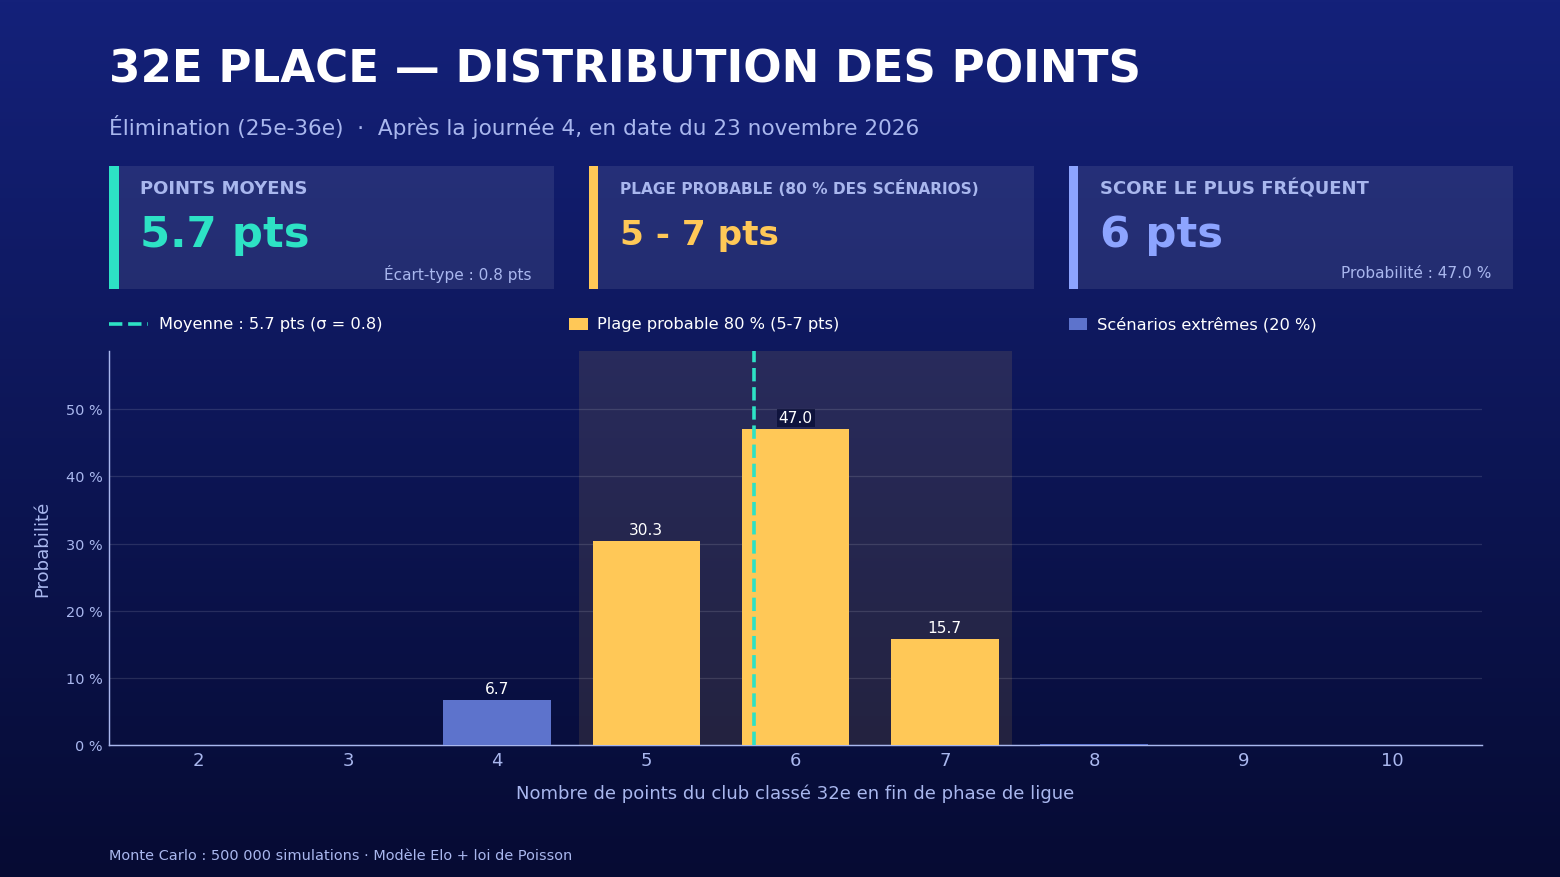 32E PLACE — DISTRIBUTION DES POINTS
Élimination (25e-36e) · Après la journée 4, en date du 23 novembre 2026
POINTS MOYENS
5.7 pts
Écart-type : 0.8 pts
PLAGE PROBABLE (80 % DES SCÉNARIOS)
5 - 7 pts
SCORE LE PLUS FRÉQUENT
6 pts
Probabilité : 47.0 %
Moyenne : 5.7 pts (σ = 0.8)
Plage probable 80 % (5-7 pts)
Scénarios extrêmes (20 %)
Probabilité
50 %
40 %
30 %
20 %
10 %
0 %
6.7
30.3
47.0
15.7
2 3 4 5 6 7 8 9 10
Nombre de points du club classé 32e en fin de phase de ligue
Monte Carlo : 500 000 simulations · Modèle Elo + loi de Poisson